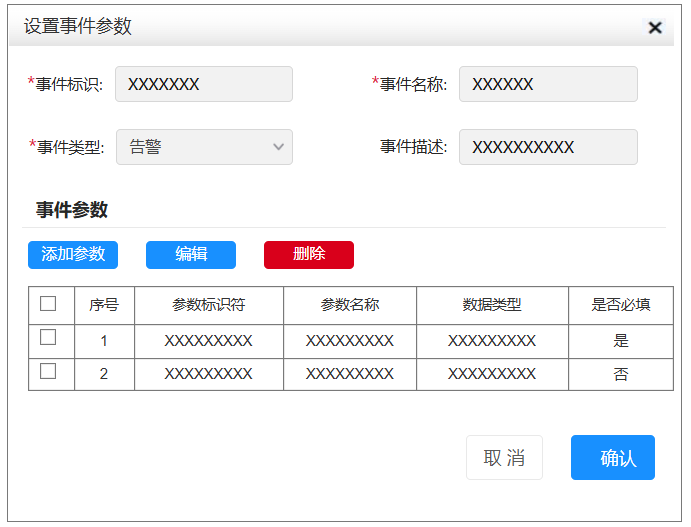 设置事件参数
*事件标识: XXXXXXX *事件名称: XXXXXX
*事件类型: 告警 事件描述: XXXXXXXXXX
事件参数
添加参数 编辑 删除
序号 参数标识符 参数名称 数据类型 是否必填
1 XXXXXXXXX XXXXXXXXX XXXXXXXXX 是
2 XXXXXXXXX XXXXXXXXX XXXXXXXXX 否
取 消 确认